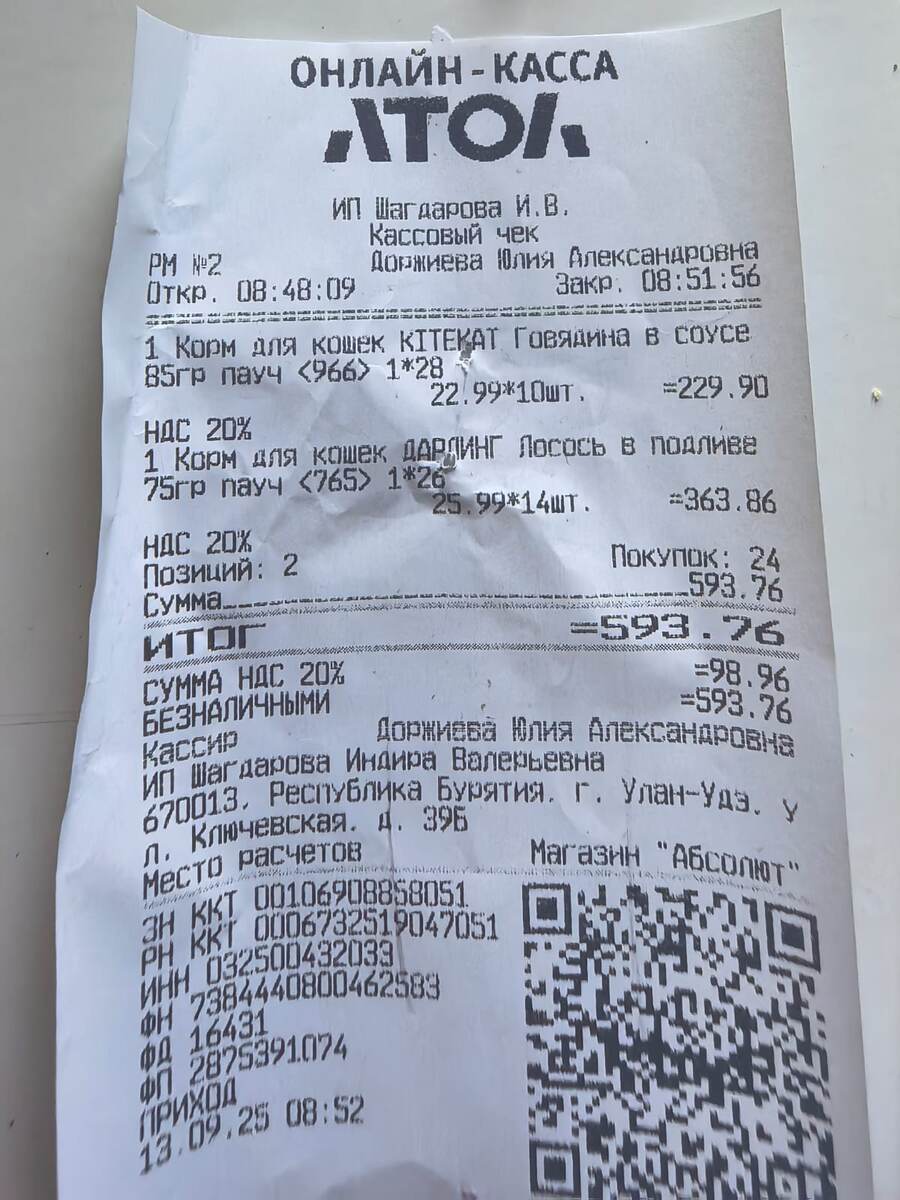 ОНЛАЙН-КАССА
АТОЛ
ИП Шагдарова И.В.
Кассовый чек
РМ №2 Доржиева Юлия Александровна
Откр. 08:48:09 Закр. 08:51:56
1 Корм для кошек KITEKAT Говядина в соусе
85гр пауч <966> 1*28
22.99*10шт. =229.90
НДС 20%
1 Корм для кошек ДАРЛИНГ Лосось в подливе
75гр пауч <765> 1*26
25.99*14шт. =363.86
НДС 20%
Позиций: 2 Покупок: 24
Сумма 593.76
ИТОГ =593.76
СУММА НДС 20% =98.96
БЕЗНАЛИЧНЫМИ =593.76
Кассир Доржиева Юлия Александровна
ИП Шагдарова Индира Валерьевна
670013, Республика Бурятия, г. Улан-Удэ, у
л. Ключевская, д. 39Б
Место расчетов Магазин "Абсолют"
ЗН ККТ 00106908858051
РН ККТ 0006732519047051
ИНН 032500432033
ФН 7384440800462583
ФД 16431
ФП 2875391074
ПРИХОД
13.09.25 08:52